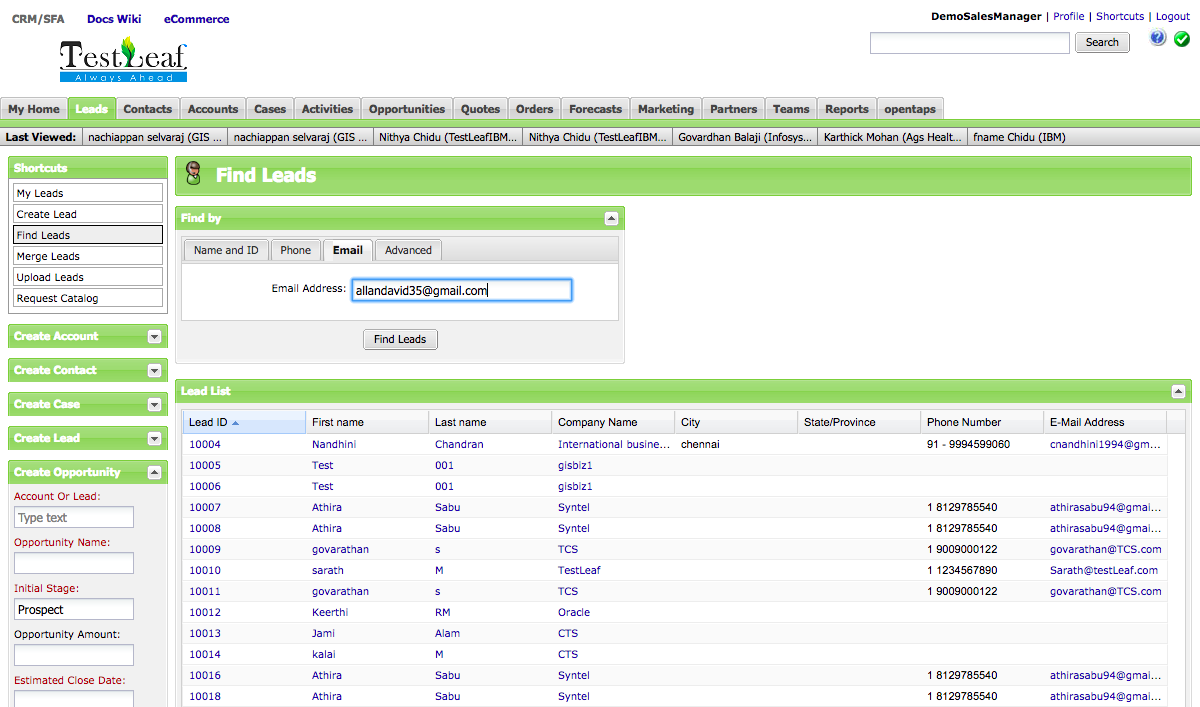 CRM/SFA Docs Wiki eCommerce
DemoSalesManager | Profile | Shortcuts | Logout
TestLeaf
Always Ahead
Search
?
My Home Leads Contacts Accounts Cases Activities Opportunities Quotes Orders Forecasts Marketing Partners Teams Reports opentaps
Last Viewed: nachiappan selvaraj (GIS ... nachiappan selvaraj (GIS ... Nithya Chidu (TestLeafIBM... Nithya Chidu (TestLeafIBM... Govardhan Balaji (Infosys... Karthick Mohan (Ags Healt... fname Chidu (IBM)
Shortcuts
My Leads
Create Lead
Find Leads
Merge Leads
Upload Leads
Request Catalog
Create Account
Create Contact
Create Case
Create Lead
Create Opportunity
Account Or Lead:
Type text
Opportunity Name:
Initial Stage:
Prospect
Opportunity Amount:
Estimated Close Date:
Find Leads
Find by
Name and ID Phone Email Advanced
Email Address: allandavid35@gmail.com
Find Leads
Lead List
Lead ID First name Last name Company Name City State/Province Phone Number E-Mail Address
10004 Nandhini Chandran International busine... chennai 91 - 9994599060 cnandhini1994@gm...
10005 Test 001 gisbiz1
10006 Test 001 gisbiz1
10007 Athira Sabu Syntel 1 8129785540 athirasabu94@gmai...
10008 Athira Sabu Syntel 1 8129785540 athirasabu94@gmai...
10009 govarathan s TCS 1 9009000122 govarathan@TCS.com
10010 sarath M TestLeaf 1 1234567890 Sarath@testLeaf.com
10011 govarathan s TCS 1 9009000122 govarathan@TCS.com
10012 Keerthi RM Oracle
10013 Jami Alam CTS
10014 kalai M CTS
10016 Athira Sabu Syntel 1 8129785540 athirasabu94@gmai...
10018 Athira Sabu Syntel 1 8129785540 athirasabu94@gmai...